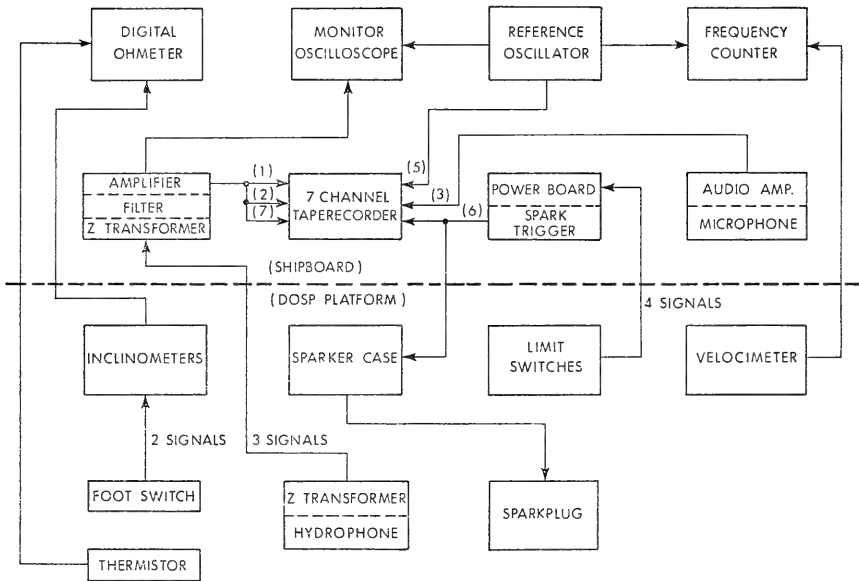 DIGITAL
OHMETER
MONITOR
OSCILLOSCOPE
REFERENCE
OSCILLATOR
FREQUENCY
COUNTER
AMPLIFIER
FILTER
Z TRANSFORMER
(1)
(2)
(7)
7 CHANNEL
TAPERECORDER
(5)
(3)
(6)
POWER BOARD
SPARK
TRIGGER
AUDIO AMP.
MICROPHONE
(SHIPBOARD)
(DOSP PLATFORM)
4 SIGNALS
INCLINOMETERS
SPARKER CASE
LIMIT
SWITCHES
VELOCIMETER
2 SIGNALS
3 SIGNALS
FOOT SWITCH
Z TRANSFORMER
HYDROPHONE
SPARKPLUG
THERMISTOR